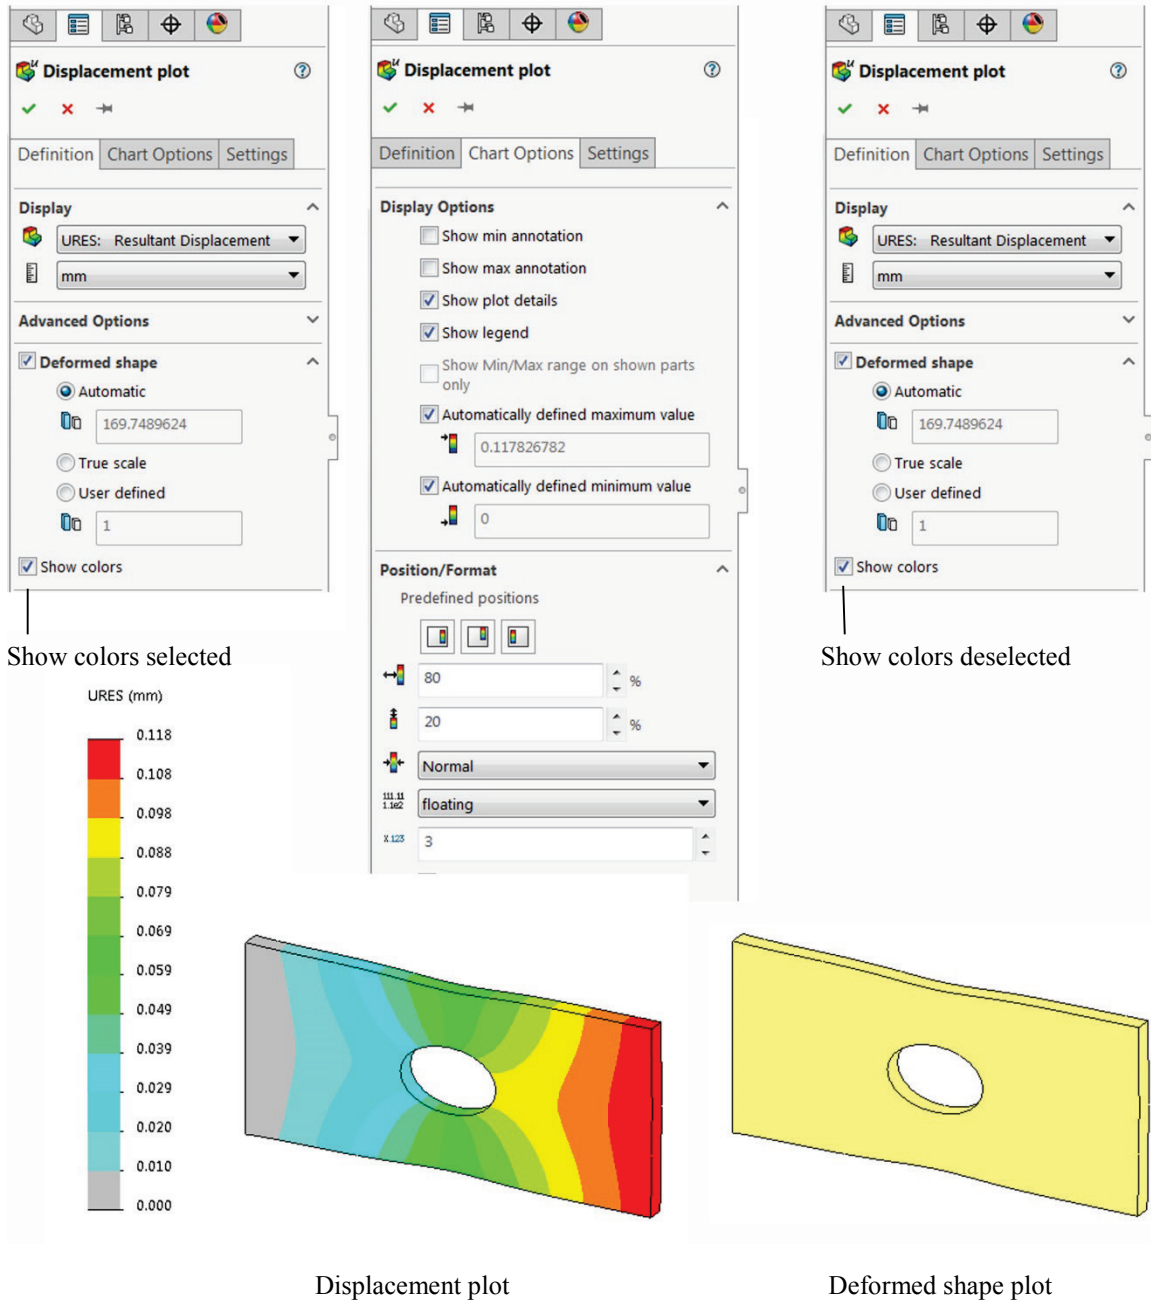 Displacement plot
?
Definition
Chart Options
Settings
Display
URES: Resultant Displacement
mm
Advanced Options
Deformed shape
Automatic
169.7489624
True scale
User defined
1
Show colors
Show colors selected
Displacement plot
?
Definition
Chart Options
Settings
Display Options
Show min annotation
Show max annotation
Show plot details
Show legend
Show Min/Max range on shown parts
only
Automatically defined maximum value
0.117826782
Automatically defined minimum value
0
Position/Format
Predefined positions
80
%
20
%
Normal
111.11
1.1e2
floating
X.123
3
Displacement plot
?
Definition
Chart Options
Settings
Display
URES: Resultant Displacement
mm
Advanced Options
Deformed shape
Automatic
169.7489624
True scale
User defined
1
Show colors
Show colors deselected
URES (mm)
0.118
0.108
0.098
0.088
0.079
0.069
0.059
0.049
0.039
0.029
0.020
0.010
0.000
Displacement plot
Deformed shape plot